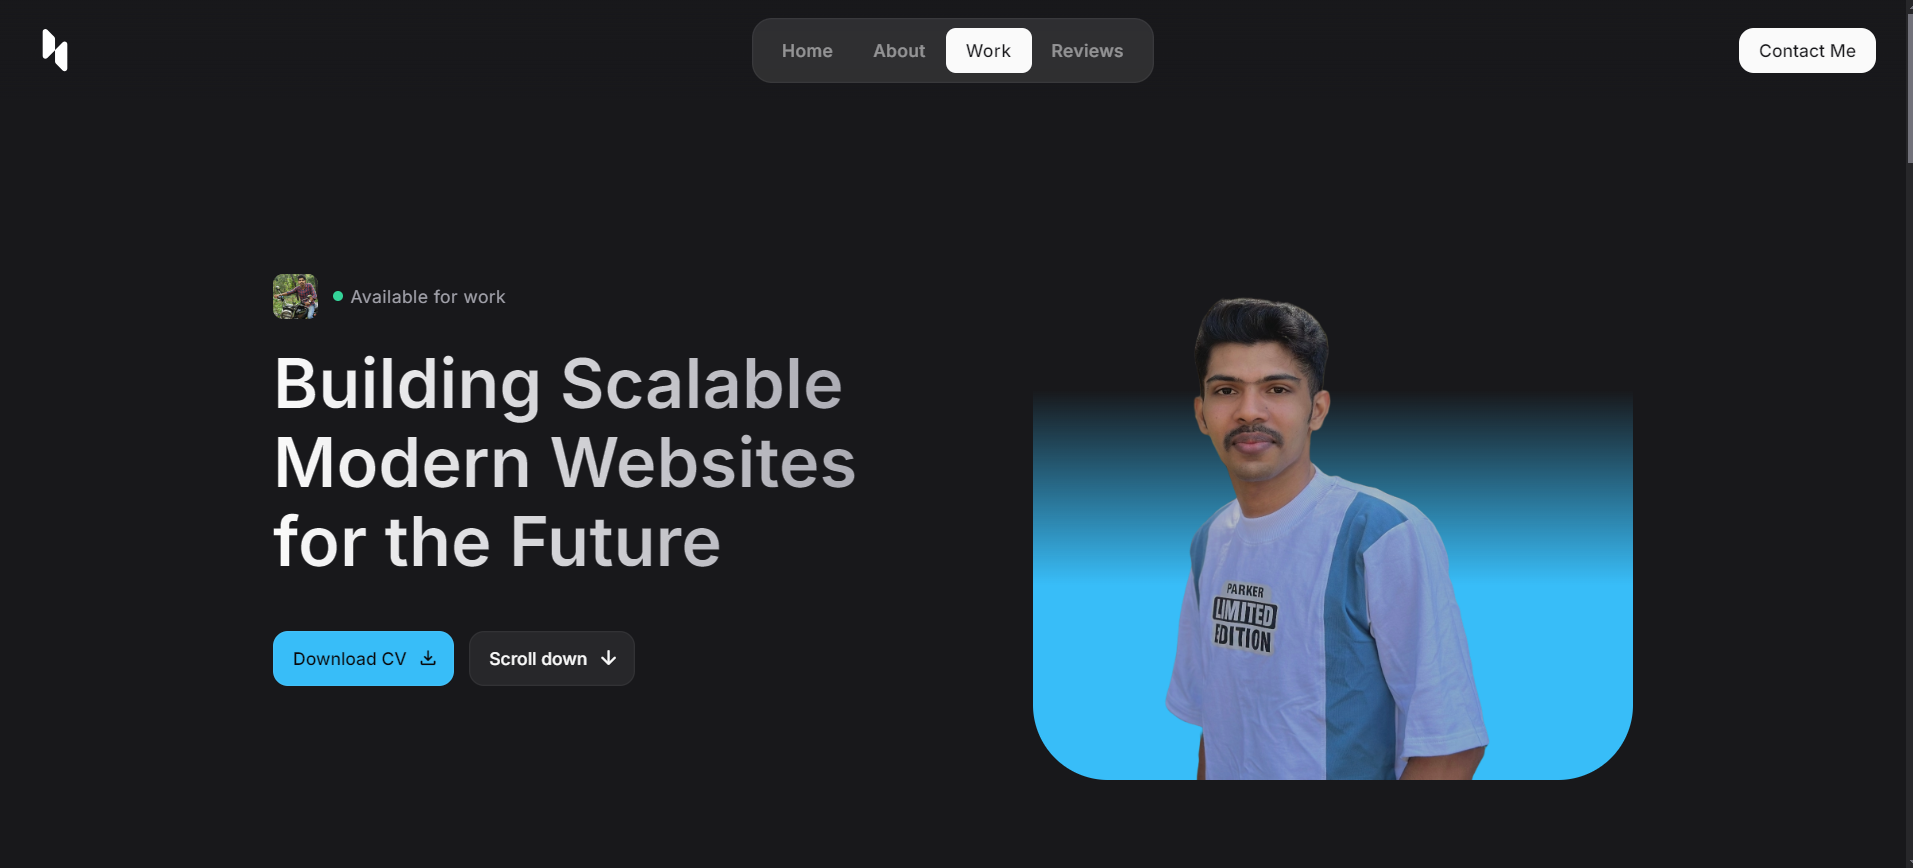 Home About Work Reviews
Contact Me
Available for work
Building Scalable
Modern Websites
for the Future
Download CV
Scroll down
PARKER
LIMITED
EDITION